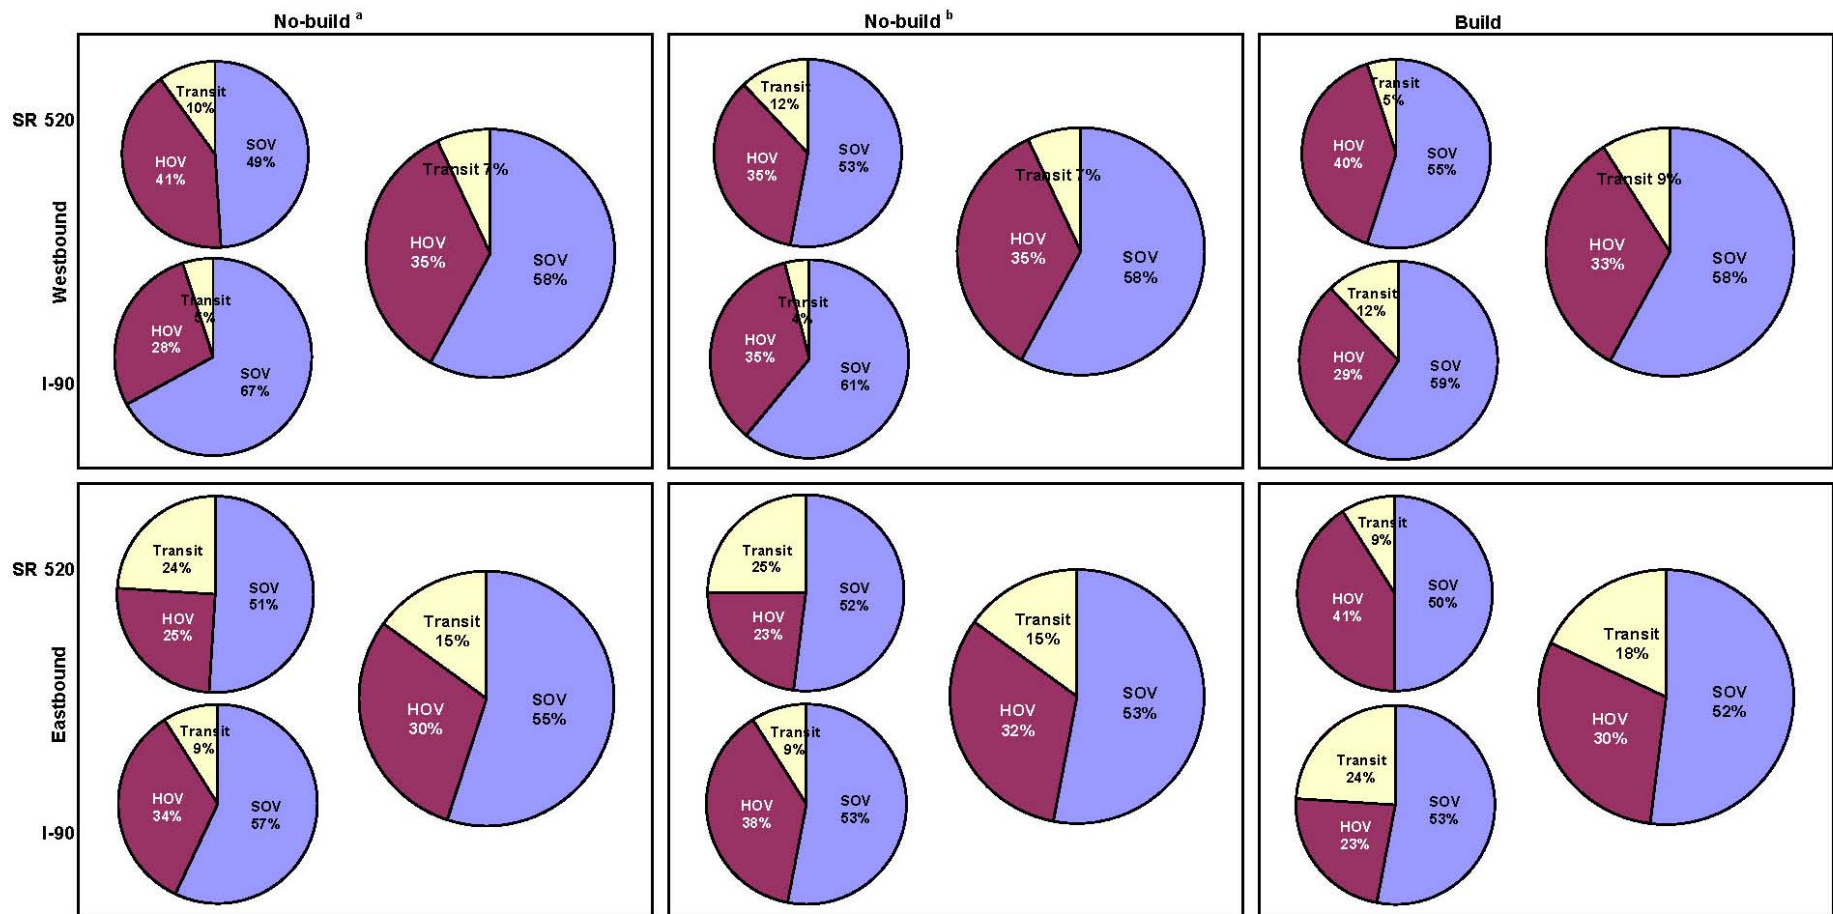 No-build a
No-build b
Build
SR 520
Westbound
I-90
Transit
10%
SOV
49%
HOV
41%
Transit
5%
HOV
28%
SOV
67%
Transit 7%
HOV
35%
SOV
58%
Transit
12%
HOV
35%
SOV
53%
Transit
4%
HOV
35%
SOV
61%
Transit 7%
HOV
35%
SOV
58%
Transit
5%
HOV
40%
SOV
55%
Transit
12%
HOV
29%
SOV
59%
Transit 9%
HOV
33%
SOV
58%
SR 520
Eastbound
I-90
Transit
24%
SOV
51%
HOV
25%
Transit
9%
HOV
34%
SOV
57%
Transit
15%
HOV
30%
SOV
55%
Transit
25%
SOV
52%
HOV
23%
Transit
9%
HOV
38%
SOV
53%
Transit
15%
HOV
32%
SOV
53%
Transit
9%
HOV
41%
SOV
50%
Transit
24%
HOV
23%
SOV
53%
Transit
18%
HOV
30%
SOV
52%